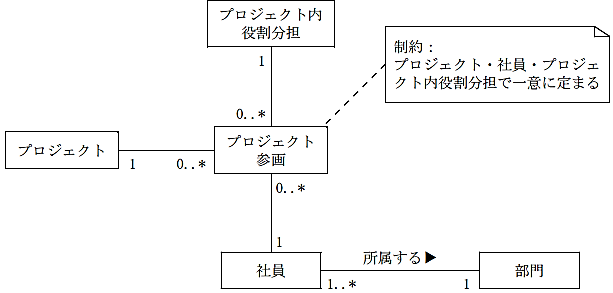 プロジェクト内
役割分担
1
0..*
制約：
プロジェクト・社員・プロジェ
クト内役割分担で一意に定まる
プロジェクト
1
0..*
プロジェクト
参画
0..*
1
社員
所属する▶
1..*
1
部門